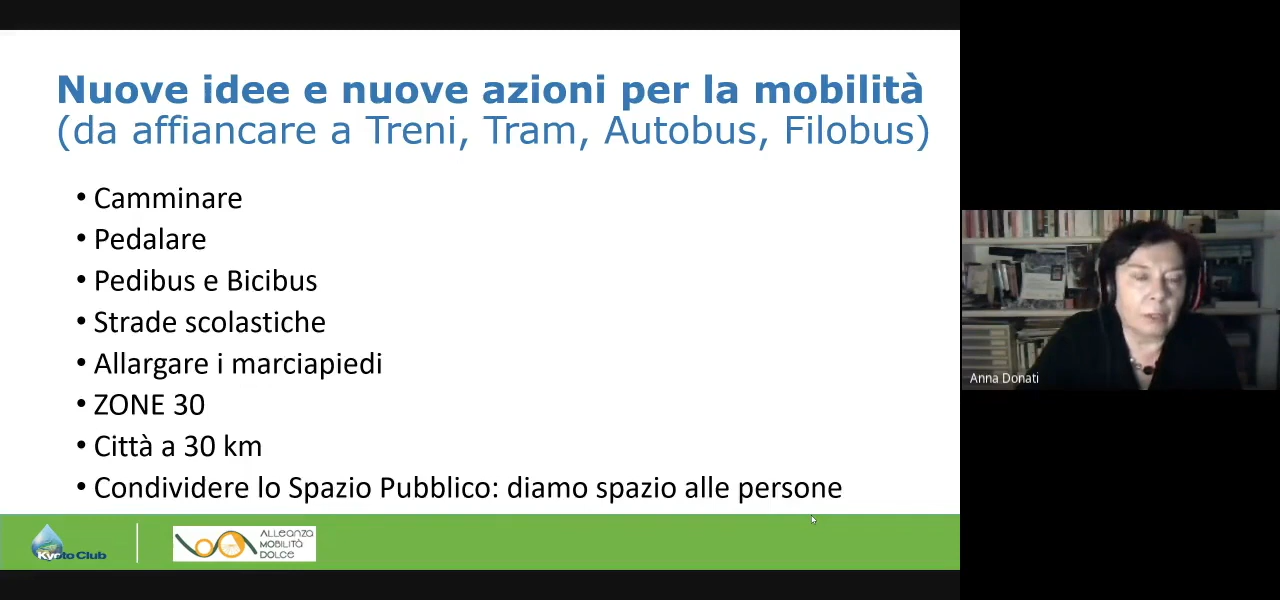 Nuove idee e nuove azioni per la mobilità
(da affiancare a Treni, Tram, Autobus, Filobus)
• Camminare
• Pedalare
• Pedibus e Bicibus
• Strade scolastiche
• Allargare i marciapiedi
• ZONE 30
• Città a 30 km
• Condividere lo Spazio Pubblico: diamo spazio alle persone
Kyoto Club
ALLEANZA
MOBILITÀ
DOLCE
Anna Donati